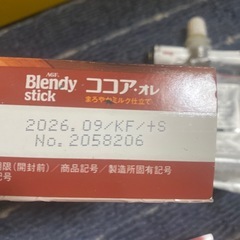 AGF
Blendy
stick
ココア・オレ
まろやかミルク仕立て
2026.09/KF/+S
No.2058206
限(開封前)/商品記号/製造所固有記号
号